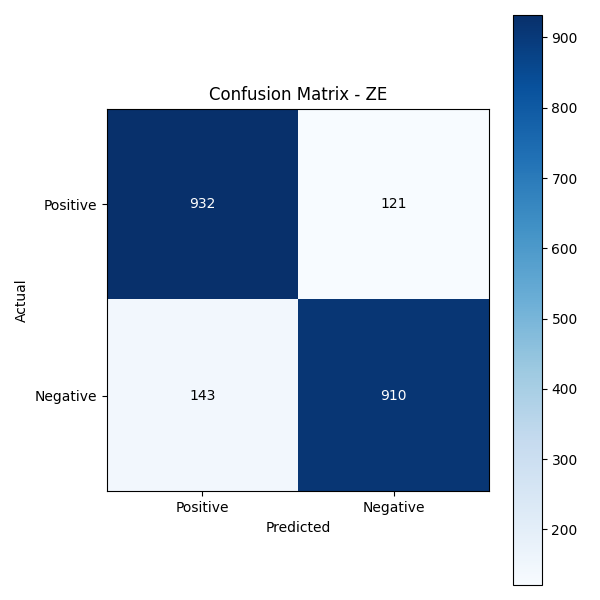 Confusion Matrix - ZE
Actual
Positive
932
121
Negative
143
910
Positive
Negative
Predicted
900
800
700
600
500
400
300
200